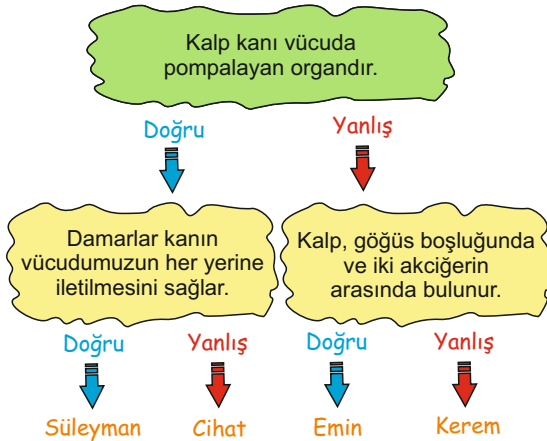 Kalp kanı vücuda
pompalayan organdır.
Doğru Yanlış
Damarlar kanın
vücudumuzun her yerine
iletilmesini sağlar.
Kalp, göğüs boşluğunda
ve iki akciğerin
arasında bulunur.
Doğru Yanlış Doğru Yanlış
Süleyman Cihat Emin Kerem